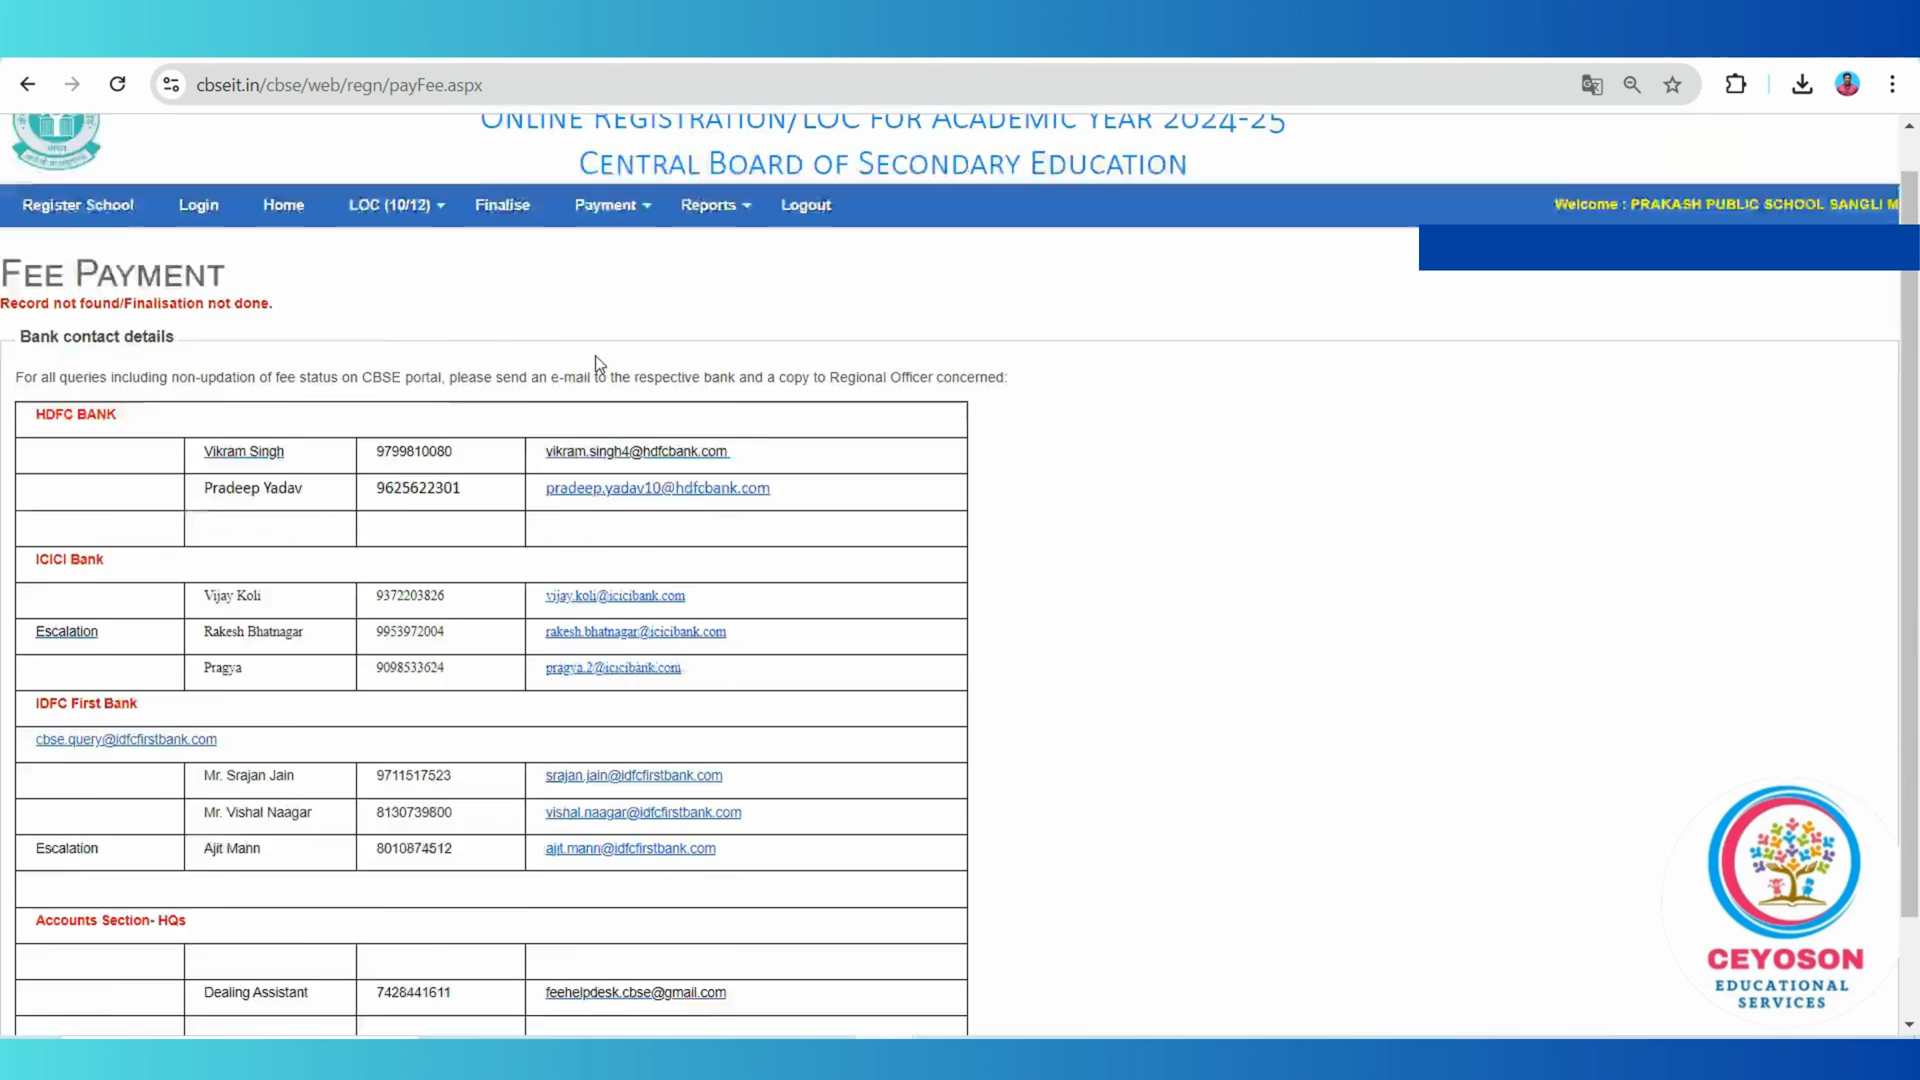 cbseit.in/cbse/web/regn/payFee.aspx
ONLINE REGISTRATION/LOC FOR ACADEMIC YEAR 2024-25
CENTRAL BOARD OF SECONDARY EDUCATION
Register School Login Home LOC (10/12) Finalise Payment Reports Logout Welcome : PRAKASH PUBLIC SCHOOL SANGLI M
FEE PAYMENT
Record not found/Finalisation not done.
Bank contact details
For all queries including non-updation of fee status on CBSE portal, please send an e-mail to the respective bank and a copy to Regional Officer concerned:
HDFC BANK
Vikram Singh 9799810080 vikram.singh4@hdfcbank.com
Pradeep Yadav 9625622301 pradeep.yadav10@hdfcbank.com
ICICI Bank
Vijay Koli 9372203826 vijay.koli@icicibank.com
Escalation Rakesh Bhatnagar 9953972004 rakesh.bhatnagar@icicibank.com
Pragya 9098533624 pragya.2@icicibank.com
IDFC First Bank
cbse.query@idfcfirstbank.com
Mr. Srajan Jain 9711517523 srajan.jain@idfcfirstbank.com
Mr. Vishal Naagar 8130739800 vishal.naagar@idfcfirstbank.com
Escalation Ajit Mann 8010874512 ajit.mann@idfcfirstbank.com
Accounts Section- HQs
Dealing Assistant 7428441611 feehelpdesk.cbse@gmail.com
CEYOSON
EDUCATIONAL
SERVICES